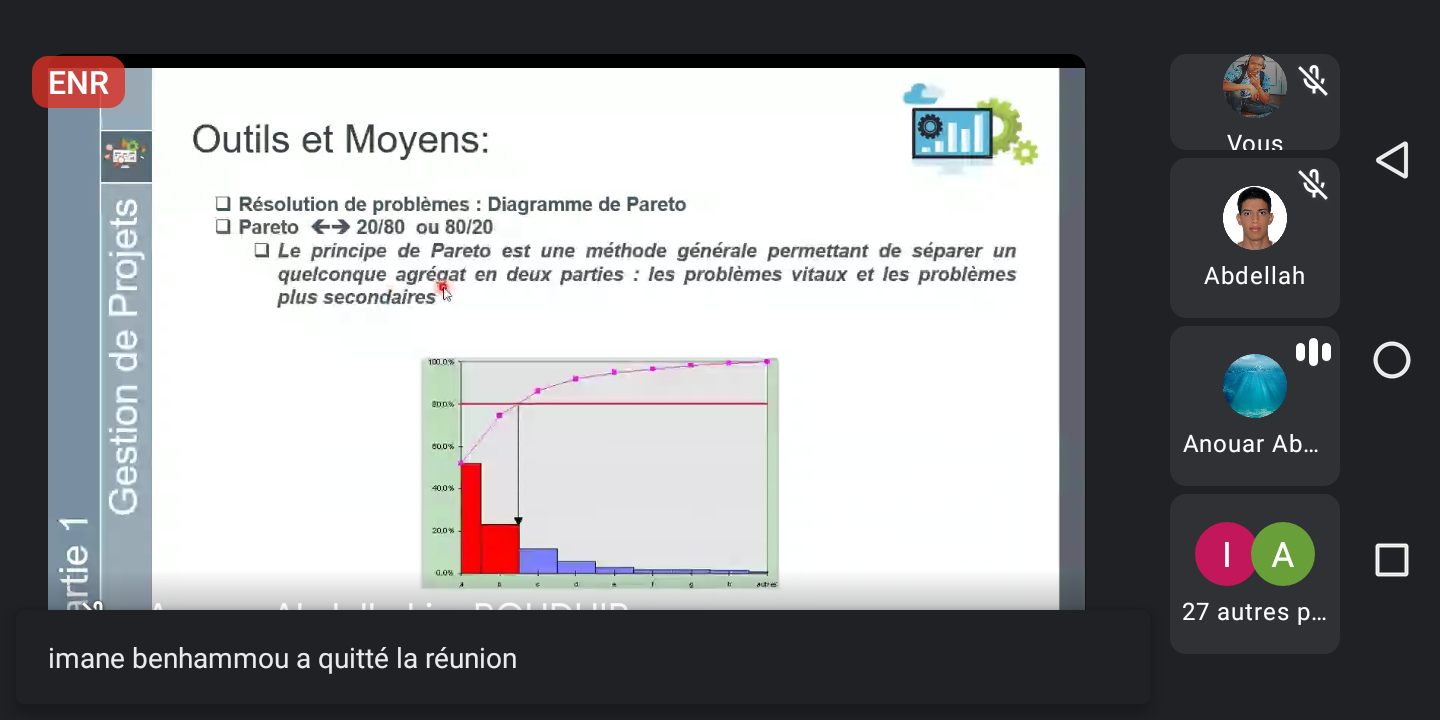 ENR
Outils et Moyens:
Résolution de problèmes : Diagramme de Pareto
Pareto ↔ 20/80 ou 80/20
Le principe de Pareto est une méthode générale permettant de séparer un
quelconque agrégat en deux parties : les problèmes vitaux et les problèmes
plus secondaires
Gestion de Projets
artie 1
100,0%
80,0%
60,0%
40,0%
20,0%
0,0%
autres
imane benhammou a quitté la réunion
Vous
Abdellah
Anouar Ab...
I A
27 autres p...